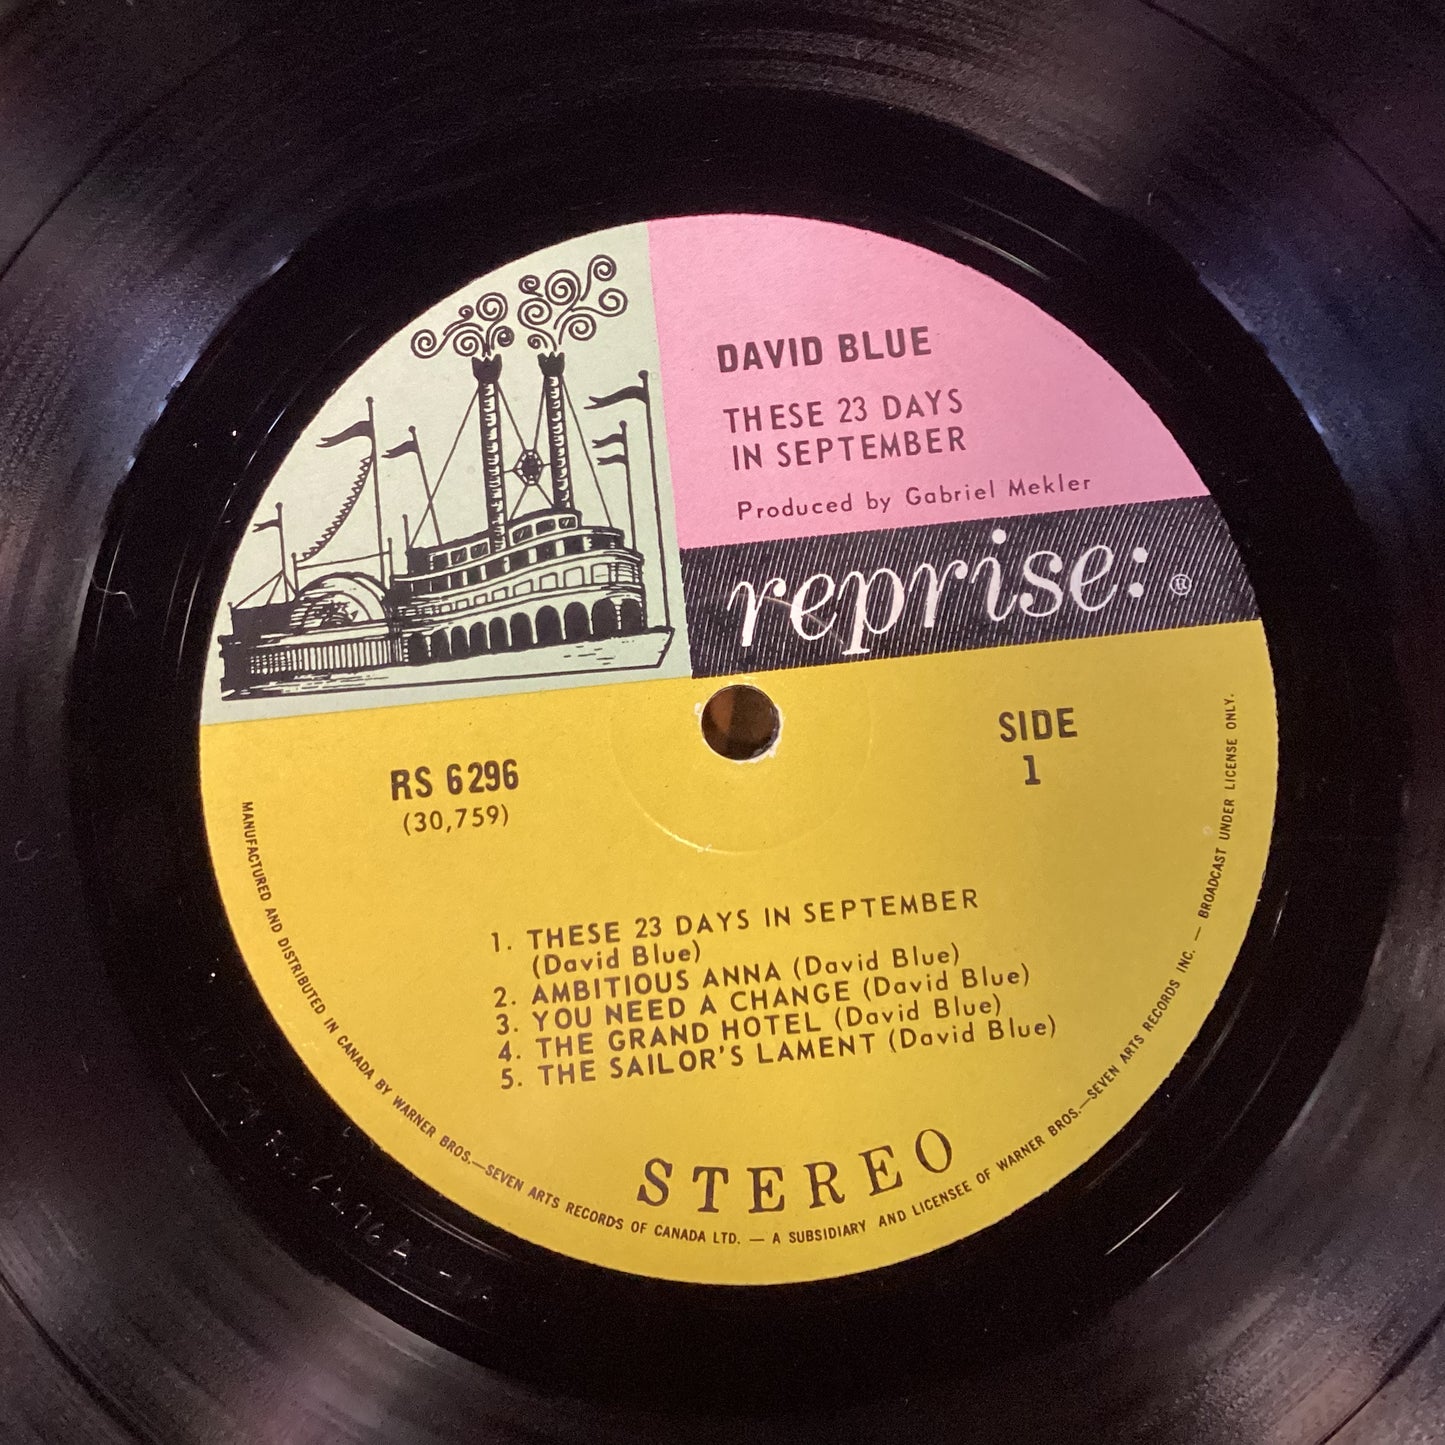 DAVID BLUE
THESE 23 DAYS
IN SEPTEMBER
Produced by Gabriel Mekler
reprise: ®
SIDE
1
RS 6296
(30,759)
1. THESE 23 DAYS IN SEPTEMBER
(David Blue)
2. AMBITIOUS ANNA (David Blue)
3. YOU NEED A CHANGE (David Blue)
4. THE GRAND HOTEL (David Blue)
5. THE SAILOR'S LAMENT (David Blue)
STEREO
MANUFACTURED AND DISTRIBUTED IN CANADA BY WARNER BROS.—SEVEN ARTS RECORDS OF CANADA LTD. — A SUBSIDIARY AND LICENSEE OF WARNER BROS.—SEVEN ARTS RECORDS INC. — BROADCAST UNDER LICENSE ONLY.